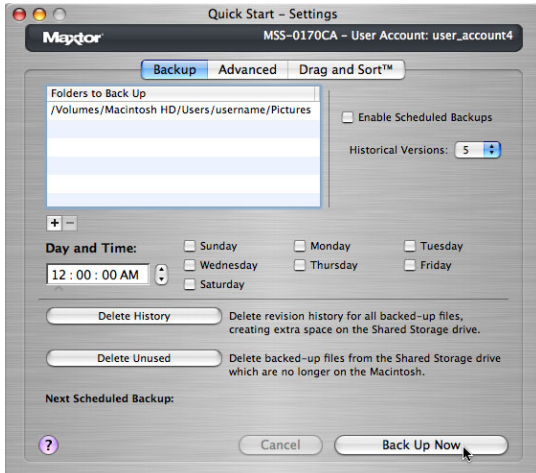 Quick Start – Settings
Maxtor
MSS-0170CA – User Account: user_account4
Backup Advanced Drag and Sort™
Folders to Back Up
/Volumes/Macintosh HD/Users/username/Pictures
Enable Scheduled Backups
Historical Versions: 5
+ −
Day and Time:
12 : 00 : 00 AM
Sunday Monday Tuesday
Wednesday Thursday Friday
Saturday
Delete History
Delete revision history for all backed-up files,
creating extra space on the Shared Storage drive.
Delete Unused
Delete backed-up files from the Shared Storage drive
which are no longer on the Macintosh.
Next Scheduled Backup:
?
Cancel
Back Up Now